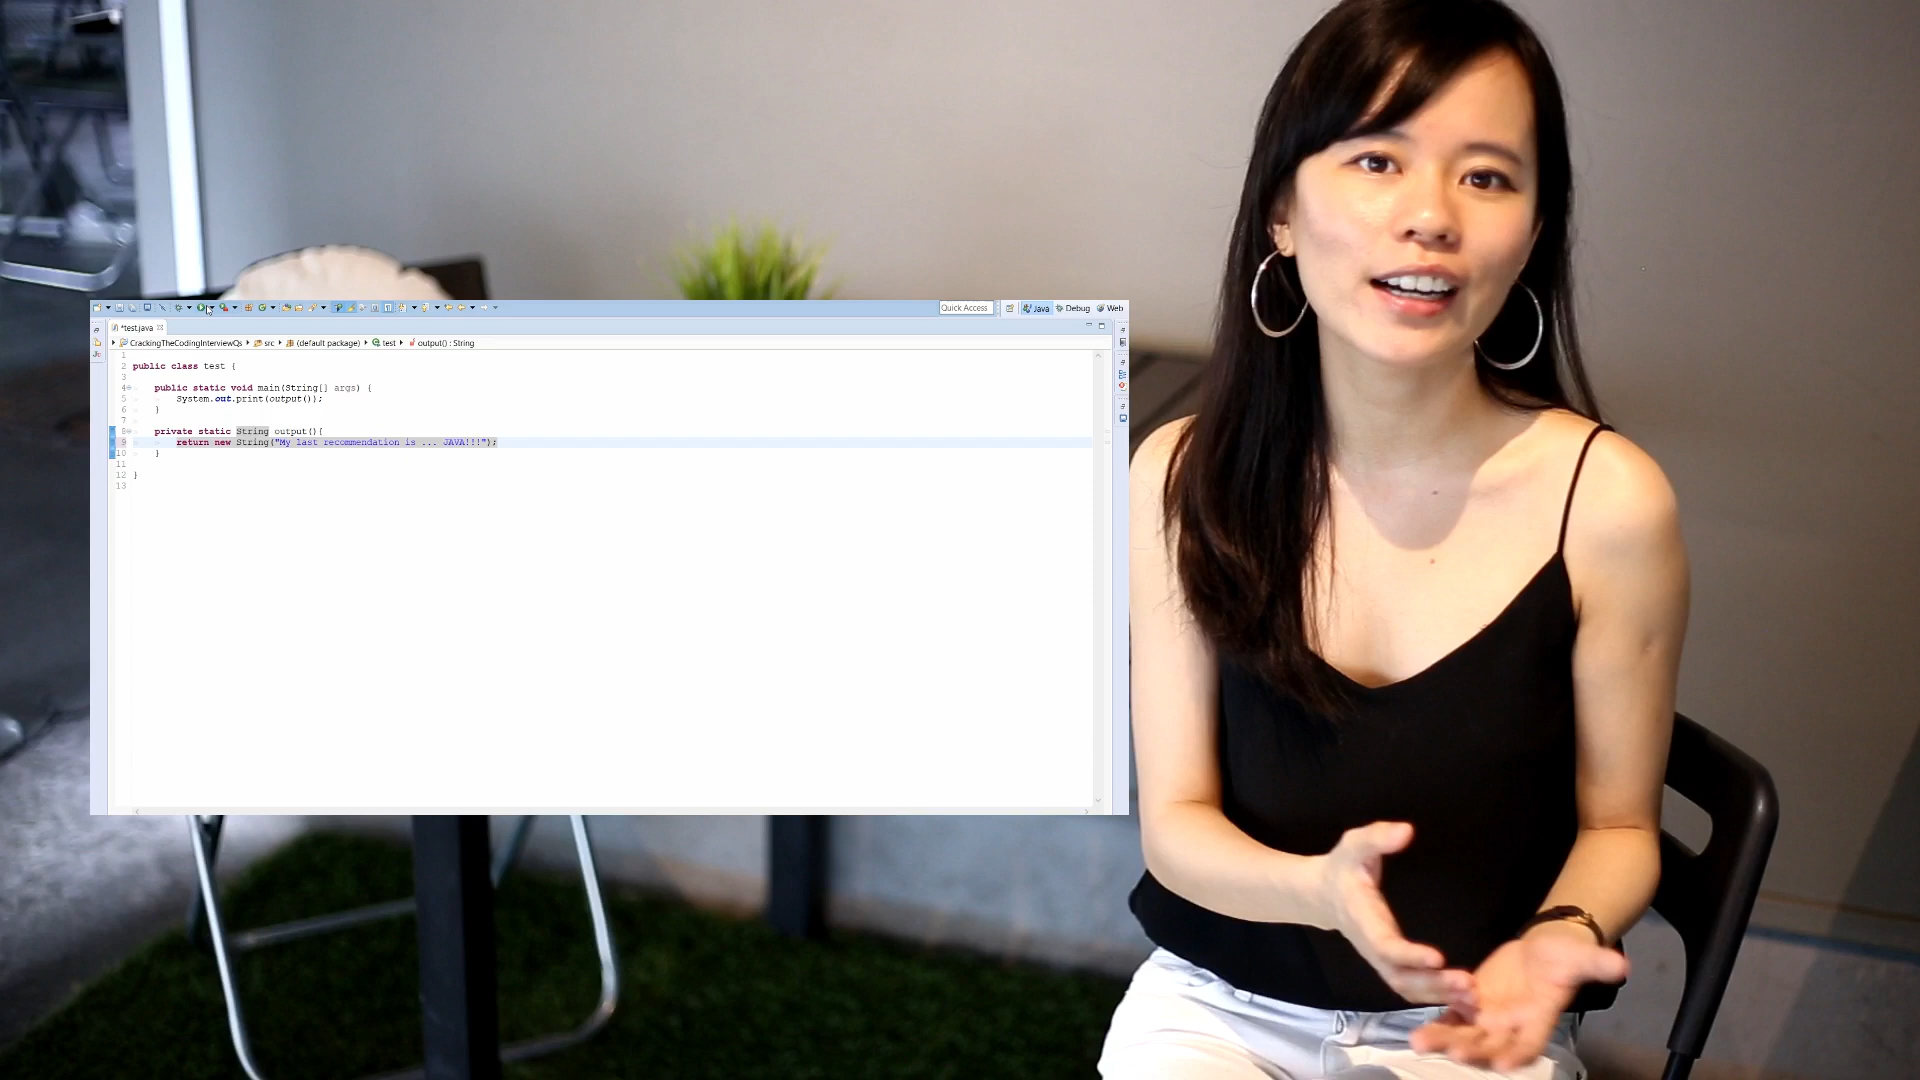 Quick Access Java Debug Web
*test.java
CrackingTheCodingInterviewQs src (default package) test output() : String
1
2 public class test {
3
4 public static void main(String[] args) {
5 System.out.print(output());
6 }
7
8 private static String output(){
9 return new String("My last recommendation is ... JAVA!!!");
10 }
11
12 }
13